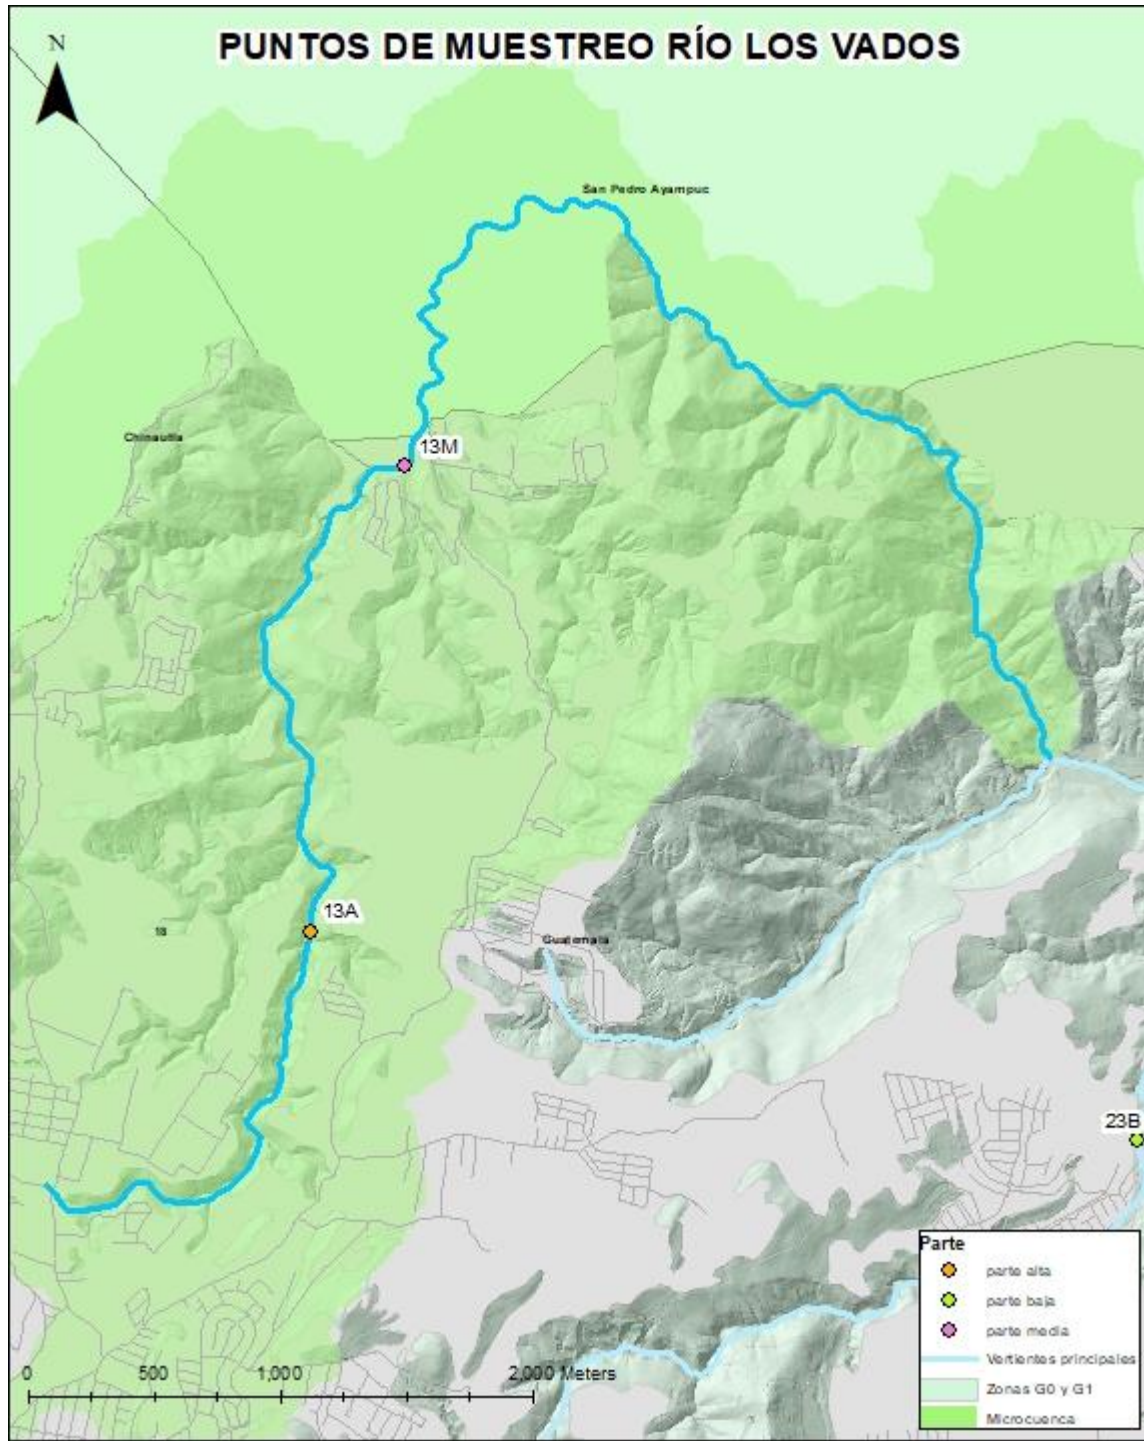 PUNTOS DE MUESTREO RÍO LOS VADOS
N
San Pedro Ayampuc
Chinautla
13M
13A
18
Guatemala
23B
Parte
parte alta
parte baja
parte media
Vertientes principales
Zonas G0 y G1
Microcuenca
0 500 1,000 2,000 Meters